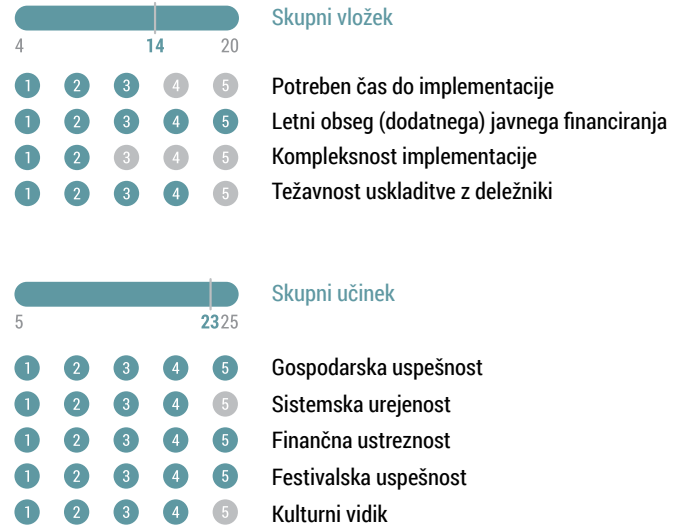 Skupni vložek
4 14 20
1 2 3 4 5 Potreben čas do implementacije
1 2 3 4 5 Letni obseg (dodatnega) javnega financiranja
1 2 3 4 5 Kompleksnost implementacije
1 2 3 4 5 Težavnost uskladitve z deležniki
Skupni učinek
5 23 25
1 2 3 4 5 Gospodarska uspešnost
1 2 3 4 5 Sistemska urejenost
1 2 3 4 5 Finančna ustreznost
1 2 3 4 5 Festivalska uspešnost
1 2 3 4 5 Kulturni vidik